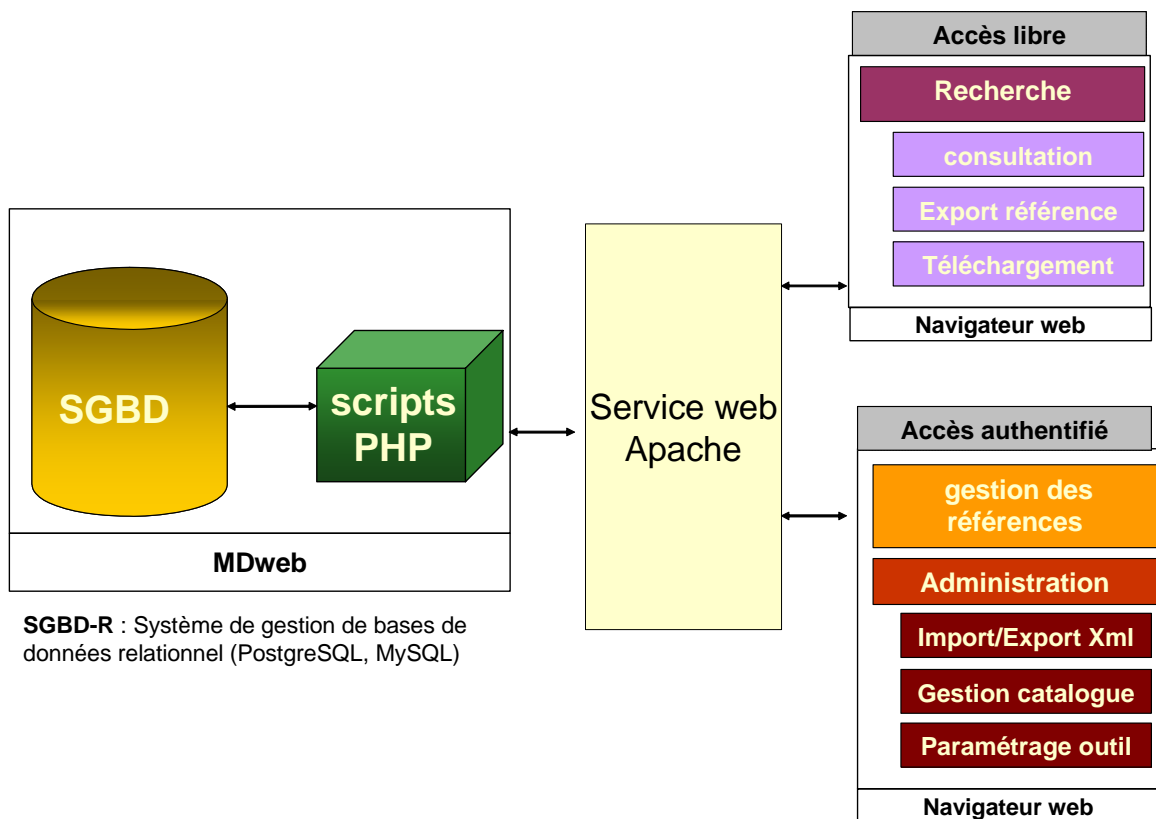 SGBD
scripts
PHP
MDweb
SGBD-R : Système de gestion de bases de
données relationnel (PostgreSQL, MySQL)
Service web
Apache
Accès libre
Recherche
consultation
Export référence
Téléchargement
Navigateur web
Accès authentifié
gestion des
références
Administration
Import/Export Xml
Gestion catalogue
Paramétrage outil
Navigateur web